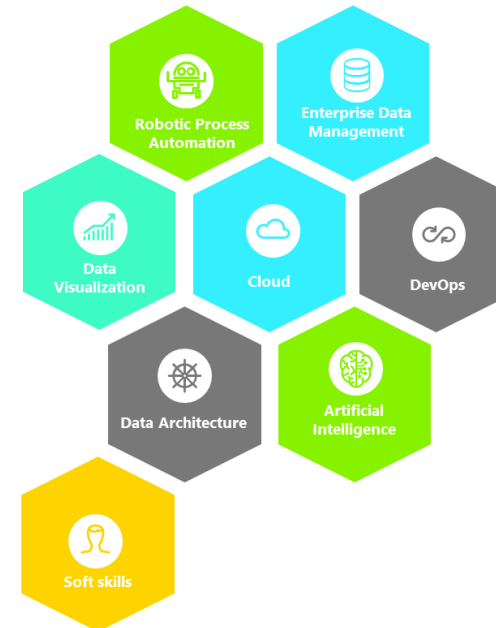 Robotic Process
Automation
Enterprise Data
Management
Data
Visualization
Cloud
DevOps
Data Architecture
Artificial
Intelligence
Soft skills